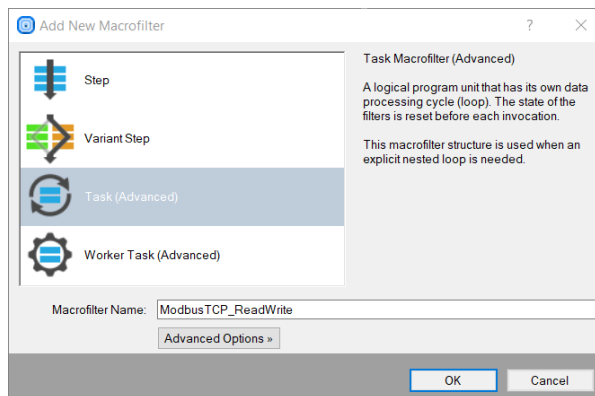 Add New Macrofilter
?
Step
Variant Step
Task (Advanced)
Worker Task (Advanced)
Task Macrofilter (Advanced)
A logical program unit that has its own data
processing cycle (loop). The state of the
filters is reset before each invocation.
This macrofilter structure is used when an
explicit nested loop is needed.
Macrofilter Name: ModbusTCP_ReadWrite
Advanced Options »
OK Cancel